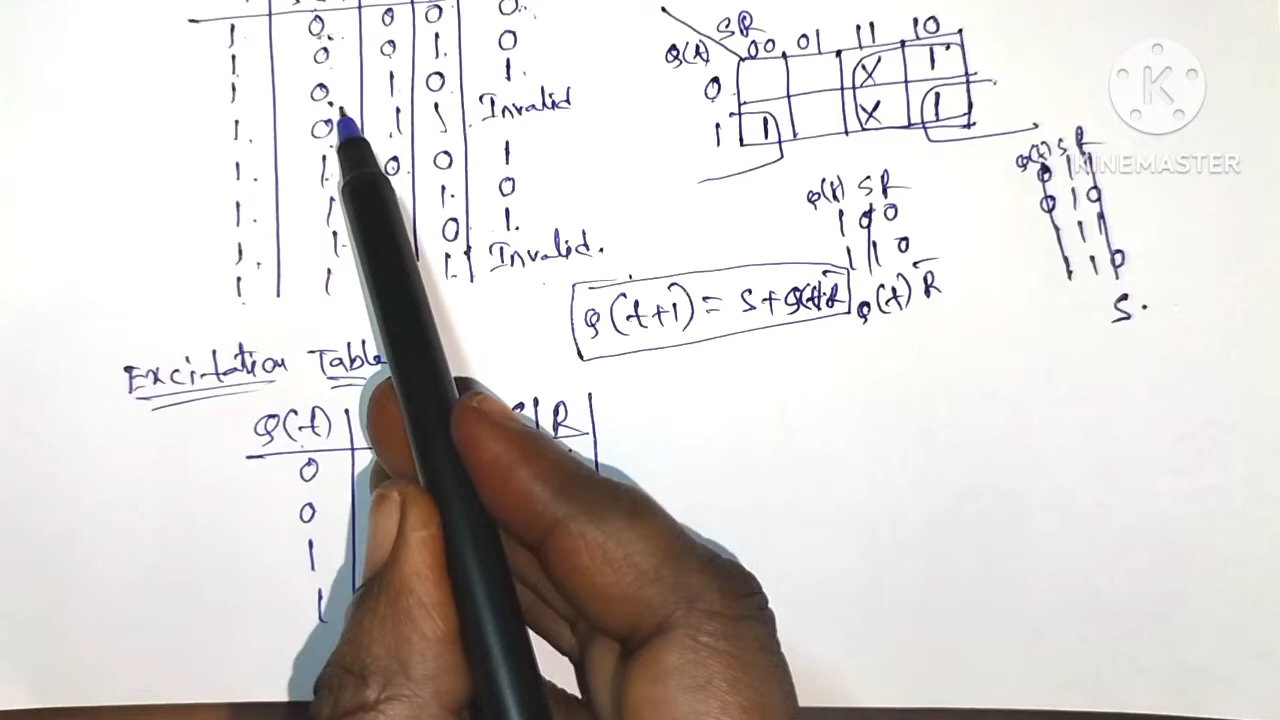 1 0 0 0 0
1 0 0 1 0
1 0 1 0 1
1 0 1 1 Invalid
1 1 0 0 1
1 1 1 0
1 1 0 1
1 1 1 Invalid.
SR
Q(t) 00 01 11 10
0 X 1
1 1 X 1
Q(t) S R
1 0 0
1 1 0
Q(t) R̅
Q(t) S R
0 1 1
0 1 0
1 1 1
1 1 0
S.
Q(t+1) = S+Q(t)R̅
Excitation Table
Q(t) R
0
0
1
1
K
KINEMASTER